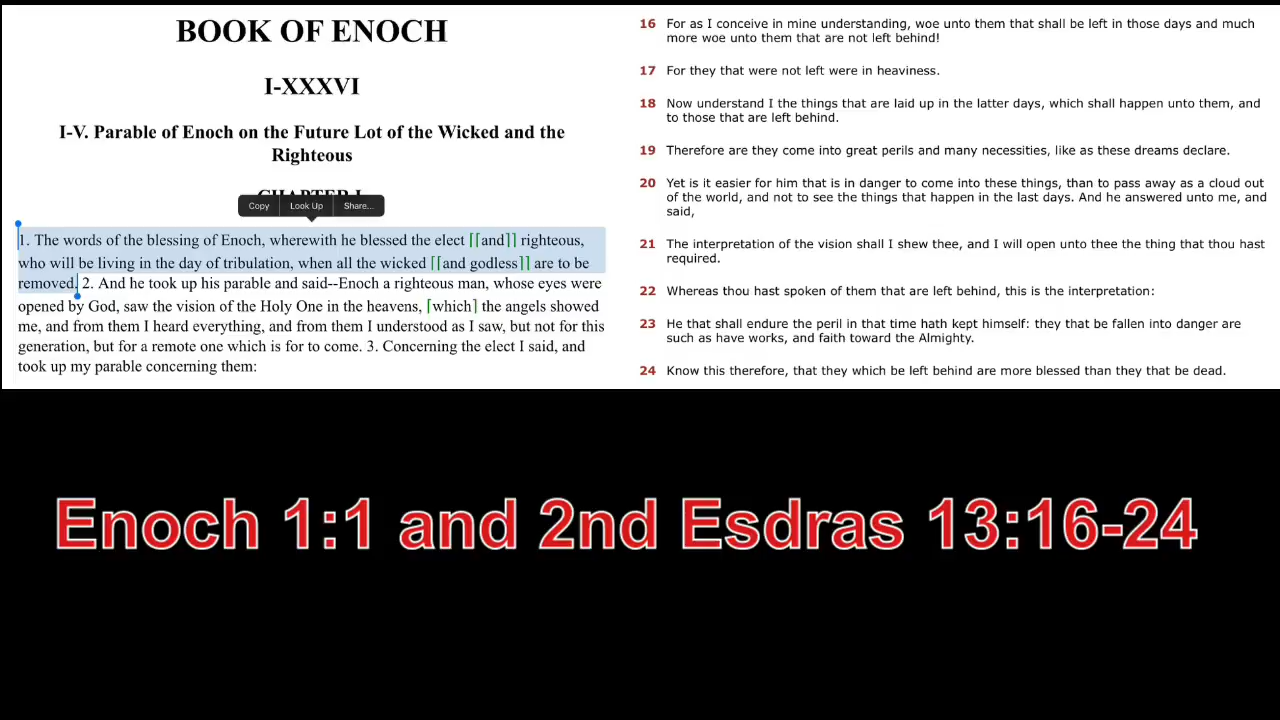 BOOK OF ENOCH
I-XXXVI
I-V. Parable of Enoch on the Future Lot of the Wicked and the
Righteous
CHAPTER I
Copy Look Up Share...
1. The words of the blessing of Enoch, wherewith he blessed the elect ⌈⌈and⌉⌉ righteous,
who will be living in the day of tribulation, when all the wicked ⌈⌈and godless⌉⌉ are to be
removed. 2. And he took up his parable and said--Enoch a righteous man, whose eyes were
opened by God, saw the vision of the Holy One in the heavens, ⌈which⌉ the angels showed
me, and from them I heard everything, and from them I understood as I saw, but not for this
generation, but for a remote one which is for to come. 3. Concerning the elect I said, and
took up my parable concerning them:
16 For as I conceive in mine understanding, woe unto them that shall be left in those days and much
more woe unto them that are not left behind!
17 For they that were not left were in heaviness.
18 Now understand I the things that are laid up in the latter days, which shall happen unto them, and
to those that are left behind.
19 Therefore are they come into great perils and many necessities, like as these dreams declare.
20 Yet is it easier for him that is in danger to come into these things, than to pass away as a cloud out
of the world, and not to see the things that happen in the last days. And he answered unto me, and
said,
21 The interpretation of the vision shall I shew thee, and I will open unto thee the thing that thou hast
required.
22 Whereas thou hast spoken of them that are left behind, this is the interpretation:
23 He that shall endure the peril in that time hath kept himself: they that be fallen into danger are
such as have works, and faith toward the Almighty.
24 Know this therefore, that they which be left behind are more blessed than they that be dead.
Enoch 1:1 and 2nd Esdras 13:16-24